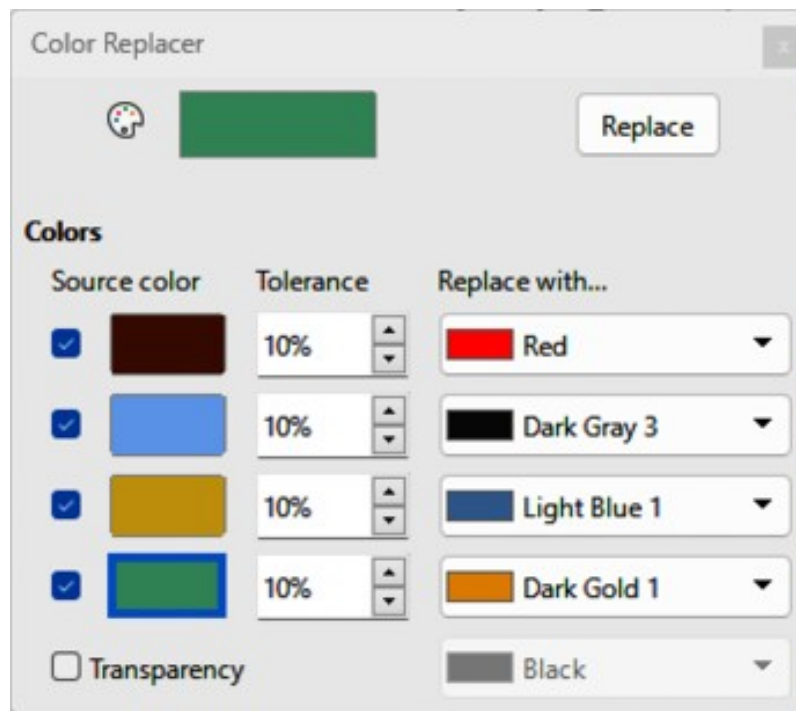 Color Replacer
x
Replace
Colors
Source color Tolerance Replace with...
10% Red
10% Dark Gray 3
10% Light Blue 1
10% Dark Gold 1
Transparency Black